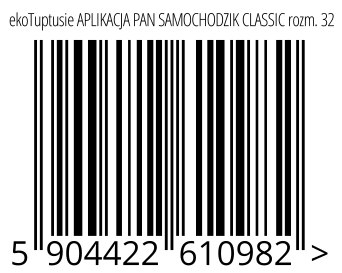 ekoTuptusie APLIKACJA PAN SAMOCHODZIK CLASSIC rozm. 32
5 904422 610982 >